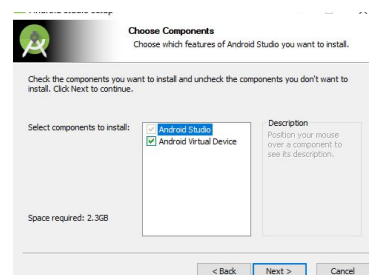 Choose Components
Choose which features of Android Studio you want to install.
Check the components you want to install and uncheck the components you don't want to
install. Click Next to continue.
Select components to install:
Android Studio
Android Virtual Device
Description
Position your mouse
over a component to
see its description.
Space required: 2.3GB
< Back
Next >
Cancel